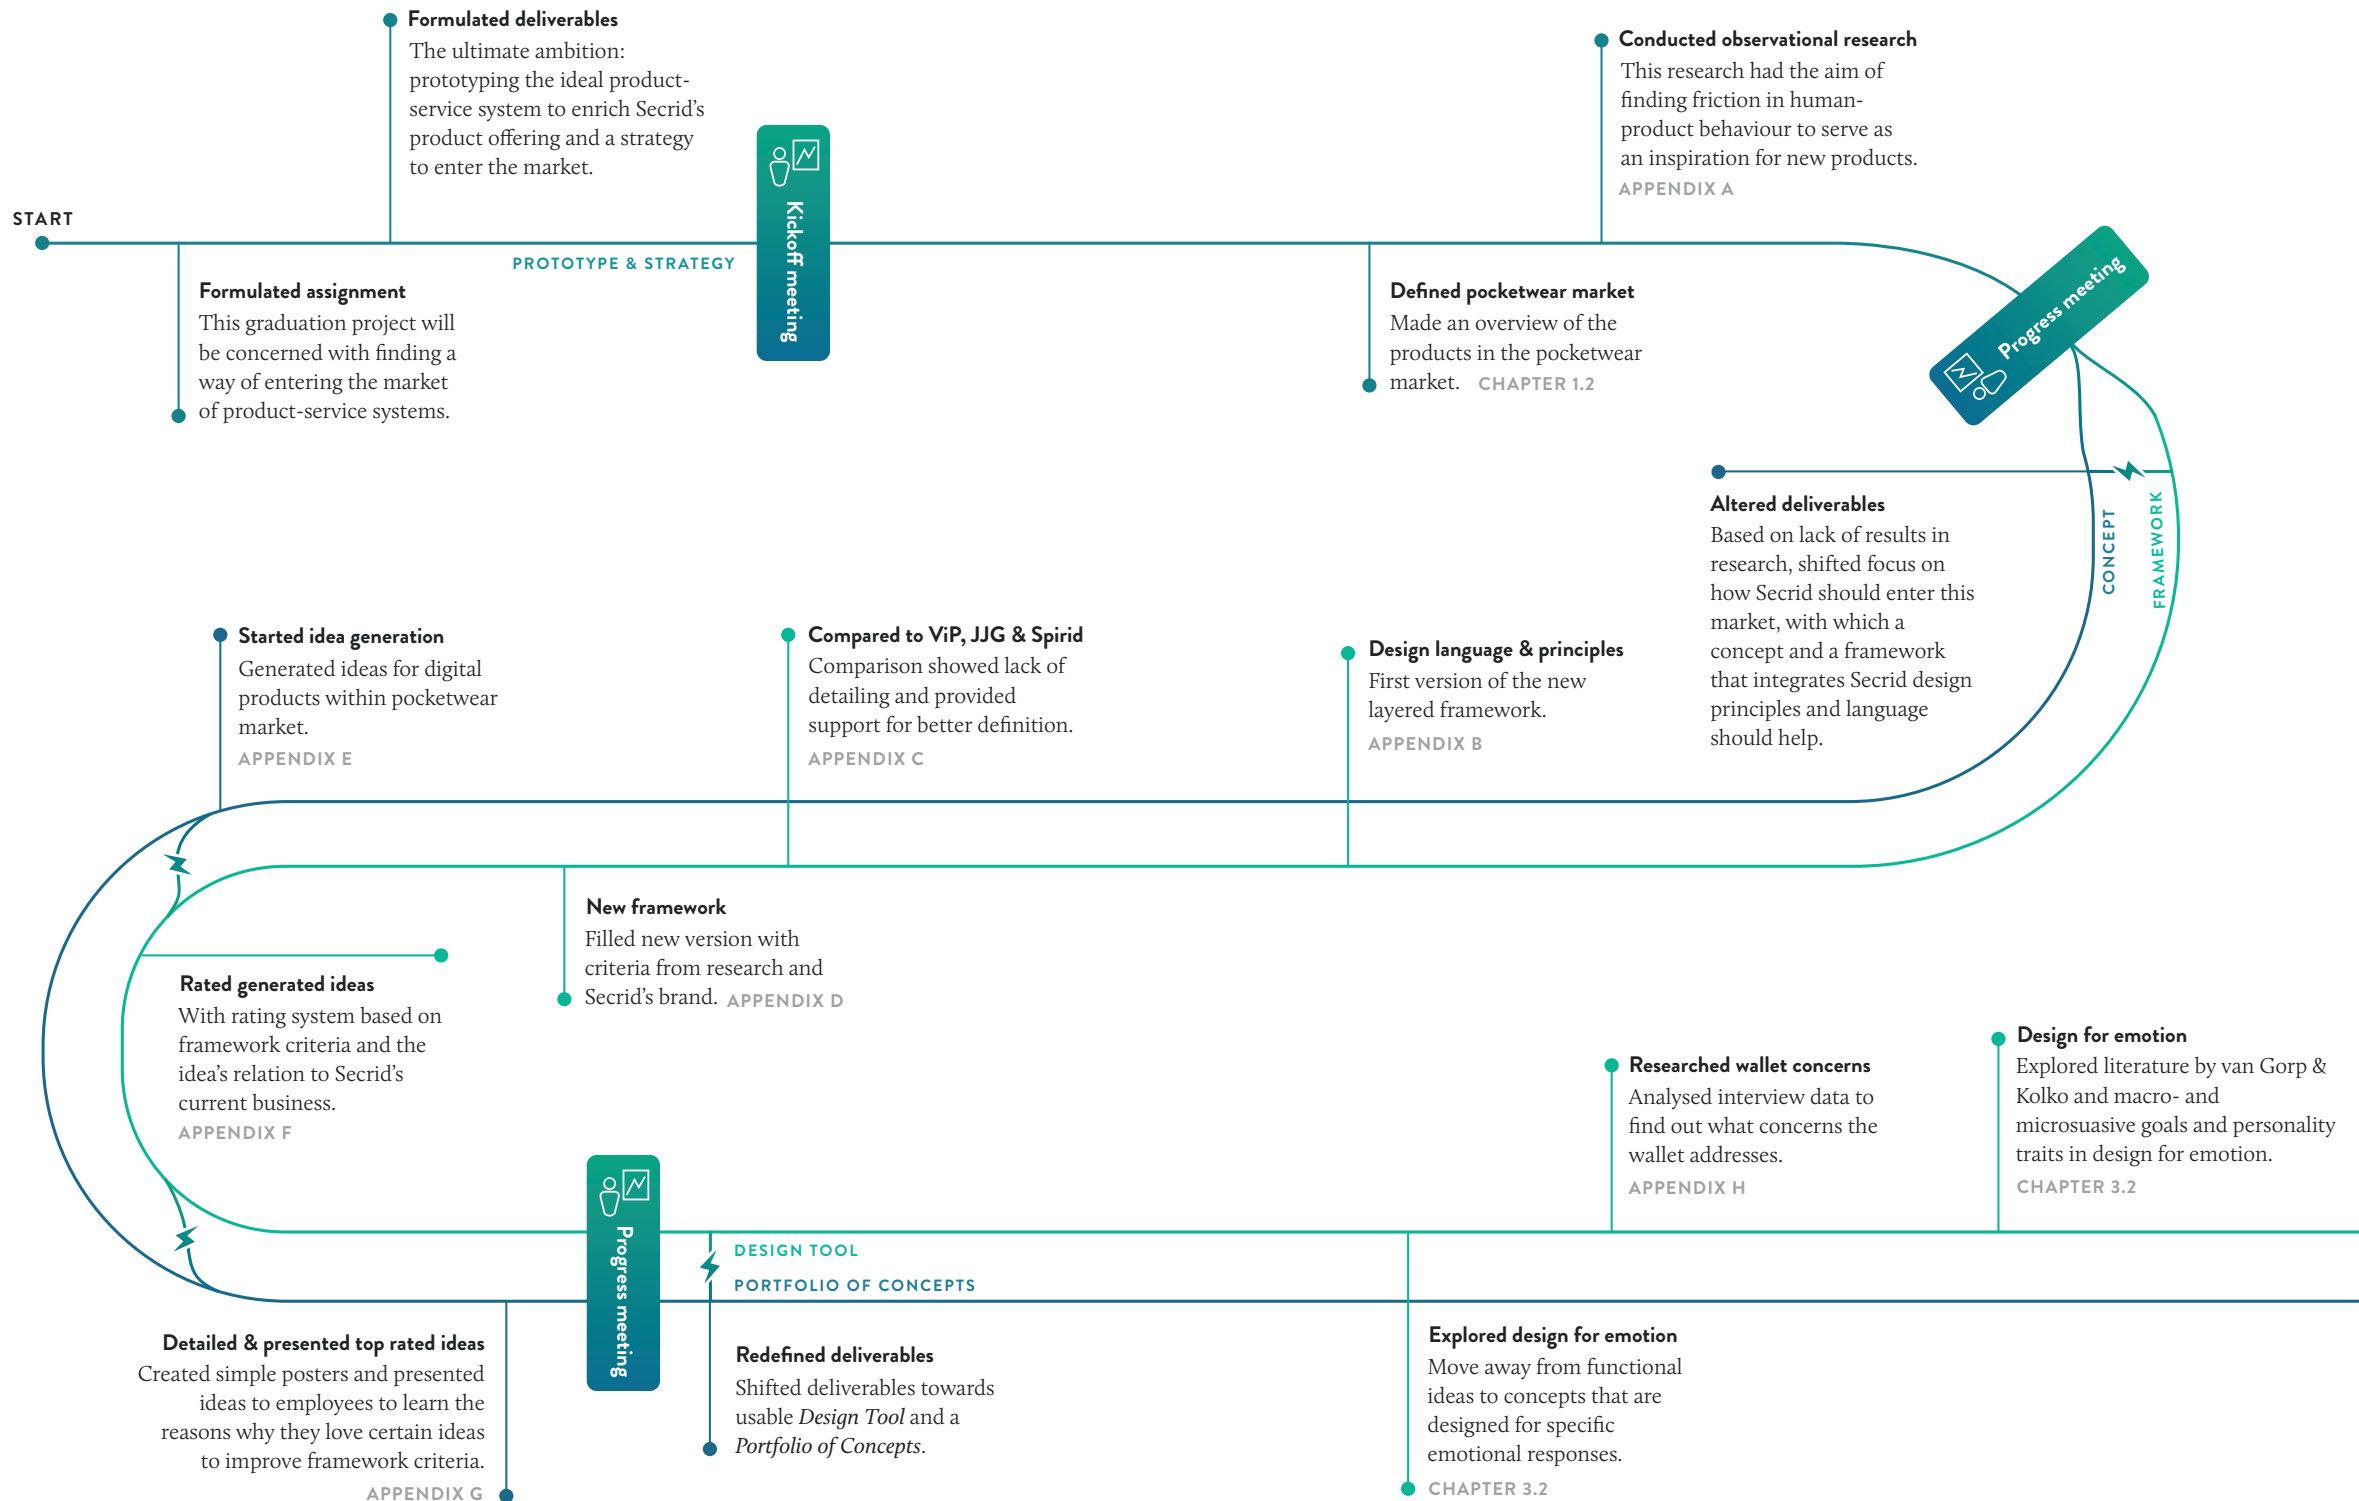 START
Formulated assignment
This graduation project will
be concerned with finding a
way of entering the market
of product-service systems.
Formulated deliverables
The ultimate ambition:
prototyping the ideal product-
service system to enrich Secrid's
product offering and a strategy
to enter the market.
PROTOTYPE & STRATEGY
Kickoff meeting
Defined pocketwear market
Made an overview of the
products in the pocketwear
market. CHAPTER 1.2
Conducted observational research
This research had the aim of
finding friction in human-
product behaviour to serve as
an inspiration for new products.
APPENDIX A
Progress meeting
Altered deliverables
Based on lack of results in
research, shifted focus on
how Secrid should enter this
market, with which a
concept and a framework
that integrates Secrid design
principles and language
should help.
CONCEPT
FRAMEWORK
Design language & principles
First version of the new
layered framework.
APPENDIX B
Compared to ViP, JJG & Spirid
Comparison showed lack of
detailing and provided
support for better definition.
APPENDIX C
New framework
Filled new version with
criteria from research and
Secrid's brand. APPENDIX D
Started idea generation
Generated ideas for digital
products within pocketwear
market.
APPENDIX E
Rated generated ideas
With rating system based on
framework criteria and the
idea's relation to Secrid's
current business.
APPENDIX F
Detailed & presented top rated ideas
Created simple posters and presented
ideas to employees to learn the
reasons why they love certain ideas
to improve framework criteria.
APPENDIX G
Progress meeting
DESIGN TOOL
PORTFOLIO OF CONCEPTS
Redefined deliverables
Shifted deliverables towards
usable Design Tool and a
Portfolio of Concepts.
Explored design for emotion
Move away from functional
ideas to concepts that are
designed for specific
emotional responses.
CHAPTER 3.2
Researched wallet concerns
Analysed interview data to
find out what concerns the
wallet addresses.
APPENDIX H
Design for emotion
Explored literature by van Gorp &
Kolko and macro- and
microsuasive goals and personality
traits in design for emotion.
CHAPTER 3.2